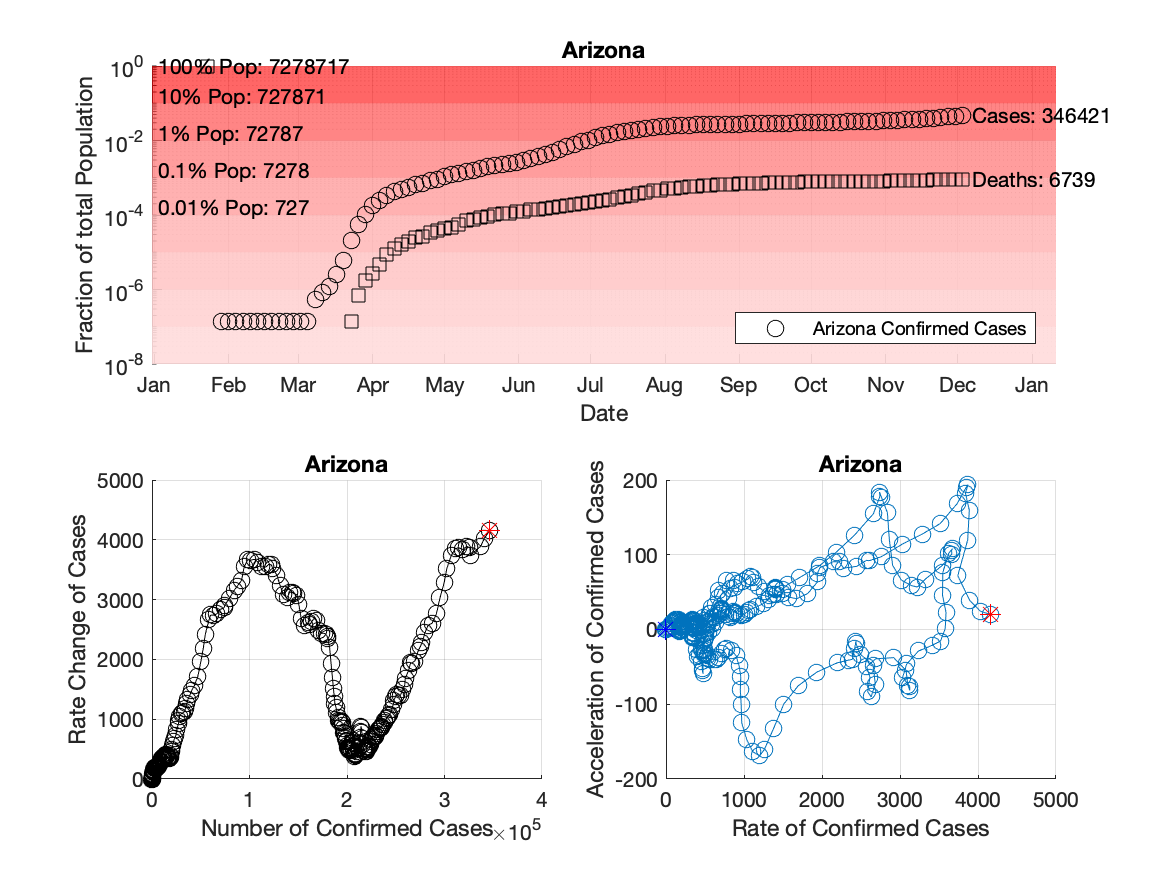 Arizona
10^0
10^-2
10^-4
10^-6
10^-8
Fraction of total Population
100% Pop: 7278717
10% Pop: 727871
1% Pop: 72787
0.1% Pop: 7278
0.01% Pop: 727
Cases: 346421
Deaths: 6739
Arizona Confirmed Cases
Jan Feb Mar Apr May Jun Jul Aug Sep Oct Nov Dec Jan
Date
Arizona
5000
4000
3000
2000
1000
0
Rate Change of Cases
0 1 2 3 4
Number of Confirmed Cases ×10^5
Arizona
200
100
0
-100
-200
Acceleration of Confirmed Cases
0 1000 2000 3000 4000 5000
Rate of Confirmed Cases